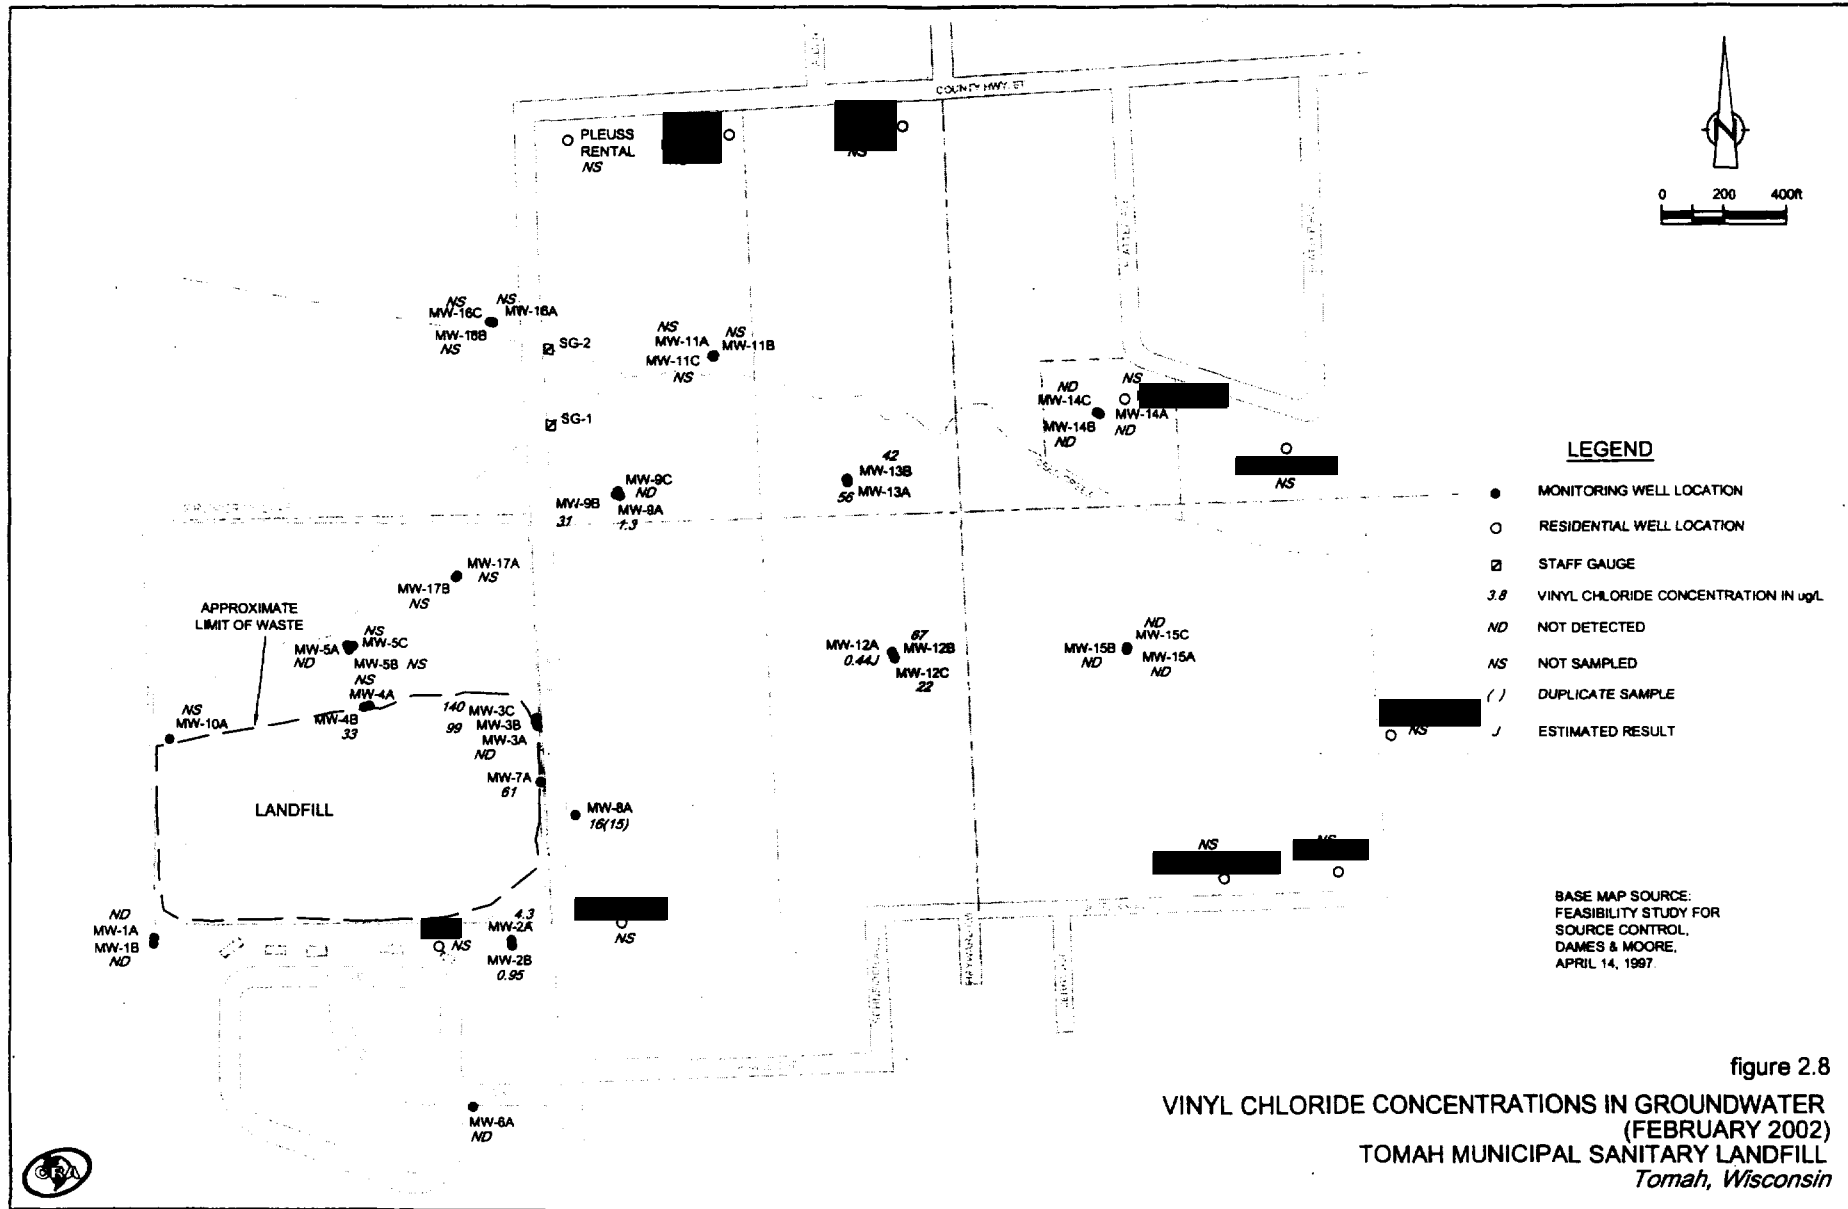 COUNTY HWY. ET
PLEUSS
RENTAL
NS
NS
0 200 400ft
NS NS
MW-16C MW-16A
MW-16B
NS
SG-2
NS
MW-11A
NS
MW-11B
MW-11C
NS
SG-1
ND
MW-14C
NS
MW-14A
ND
MW-14B
ND
NS
42
MW-13B
56 MW-13A
MW-9C
ND
MW-9B
31
MW-9A
1.3
MW-17A
NS
MW-17B
NS
APPROXIMATE
LIMIT OF WASTE
NS
MW-5C
MW-5A
ND
MW-5B NS
NS
MW-4A
MW-4B
33
NS
MW-10A
140 MW-3C
99 MW-3B
MW-3A
ND
MW-7A
61
LANDFILL
MW-8A
16(15)
MW-12A
0.44J
67
MW-12B
MW-12C
22
ND
MW-15C
MW-15B
ND
MW-15A
ND
NS
NS
NS
NS
NS
ND
MW-1A
MW-1B
ND
4.3
MW-2A
MW-2B
0.95
MW-6A
ND
LEGEND
MONITORING WELL LOCATION
RESIDENTIAL WELL LOCATION
STAFF GAUGE
3.8 VINYL CHLORIDE CONCENTRATION IN ug/L
ND NOT DETECTED
NS NOT SAMPLED
( ) DUPLICATE SAMPLE
J ESTIMATED RESULT
BASE MAP SOURCE:
FEASIBILITY STUDY FOR
SOURCE CONTROL,
DAMES & MOORE,
APRIL 14, 1997.
figure 2.8
VINYL CHLORIDE CONCENTRATIONS IN GROUNDWATER
(FEBRUARY 2002)
TOMAH MUNICIPAL SANITARY LANDFILL
Tomah, Wisconsin
CRA
N